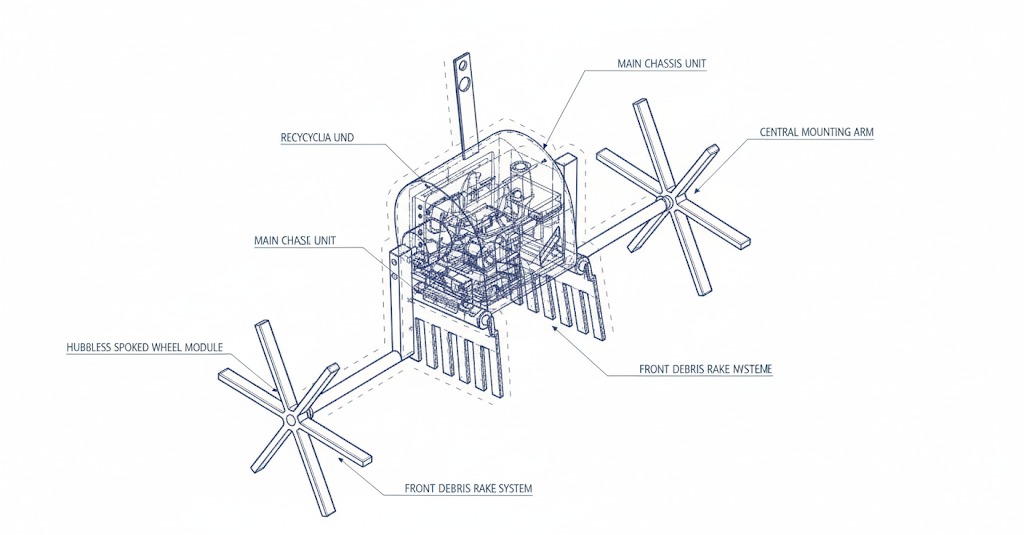 MAIN CHASSIS UNIT
RECYCYCLIA UND
CENTRAL MOUNTING ARM
MAIN CHASE UNIT
HUBBLESS SPOKED WHEEL MODULE
FRONT DEBRIS RAKE
FRONT DEBRIS RAKE SYSTEM